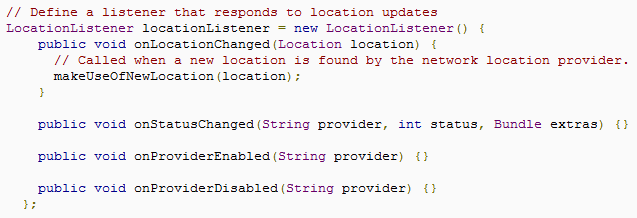 // Define a listener that responds to location updates
LocationListener locationListener = new LocationListener() {
    public void onLocationChanged(Location location) {
      // Called when a new location is found by the network location provider.
      makeUseOfNewLocation(location);
    }

    public void onStatusChanged(String provider, int status, Bundle extras) {}

    public void onProviderEnabled(String provider) {}

    public void onProviderDisabled(String provider) {}
  };